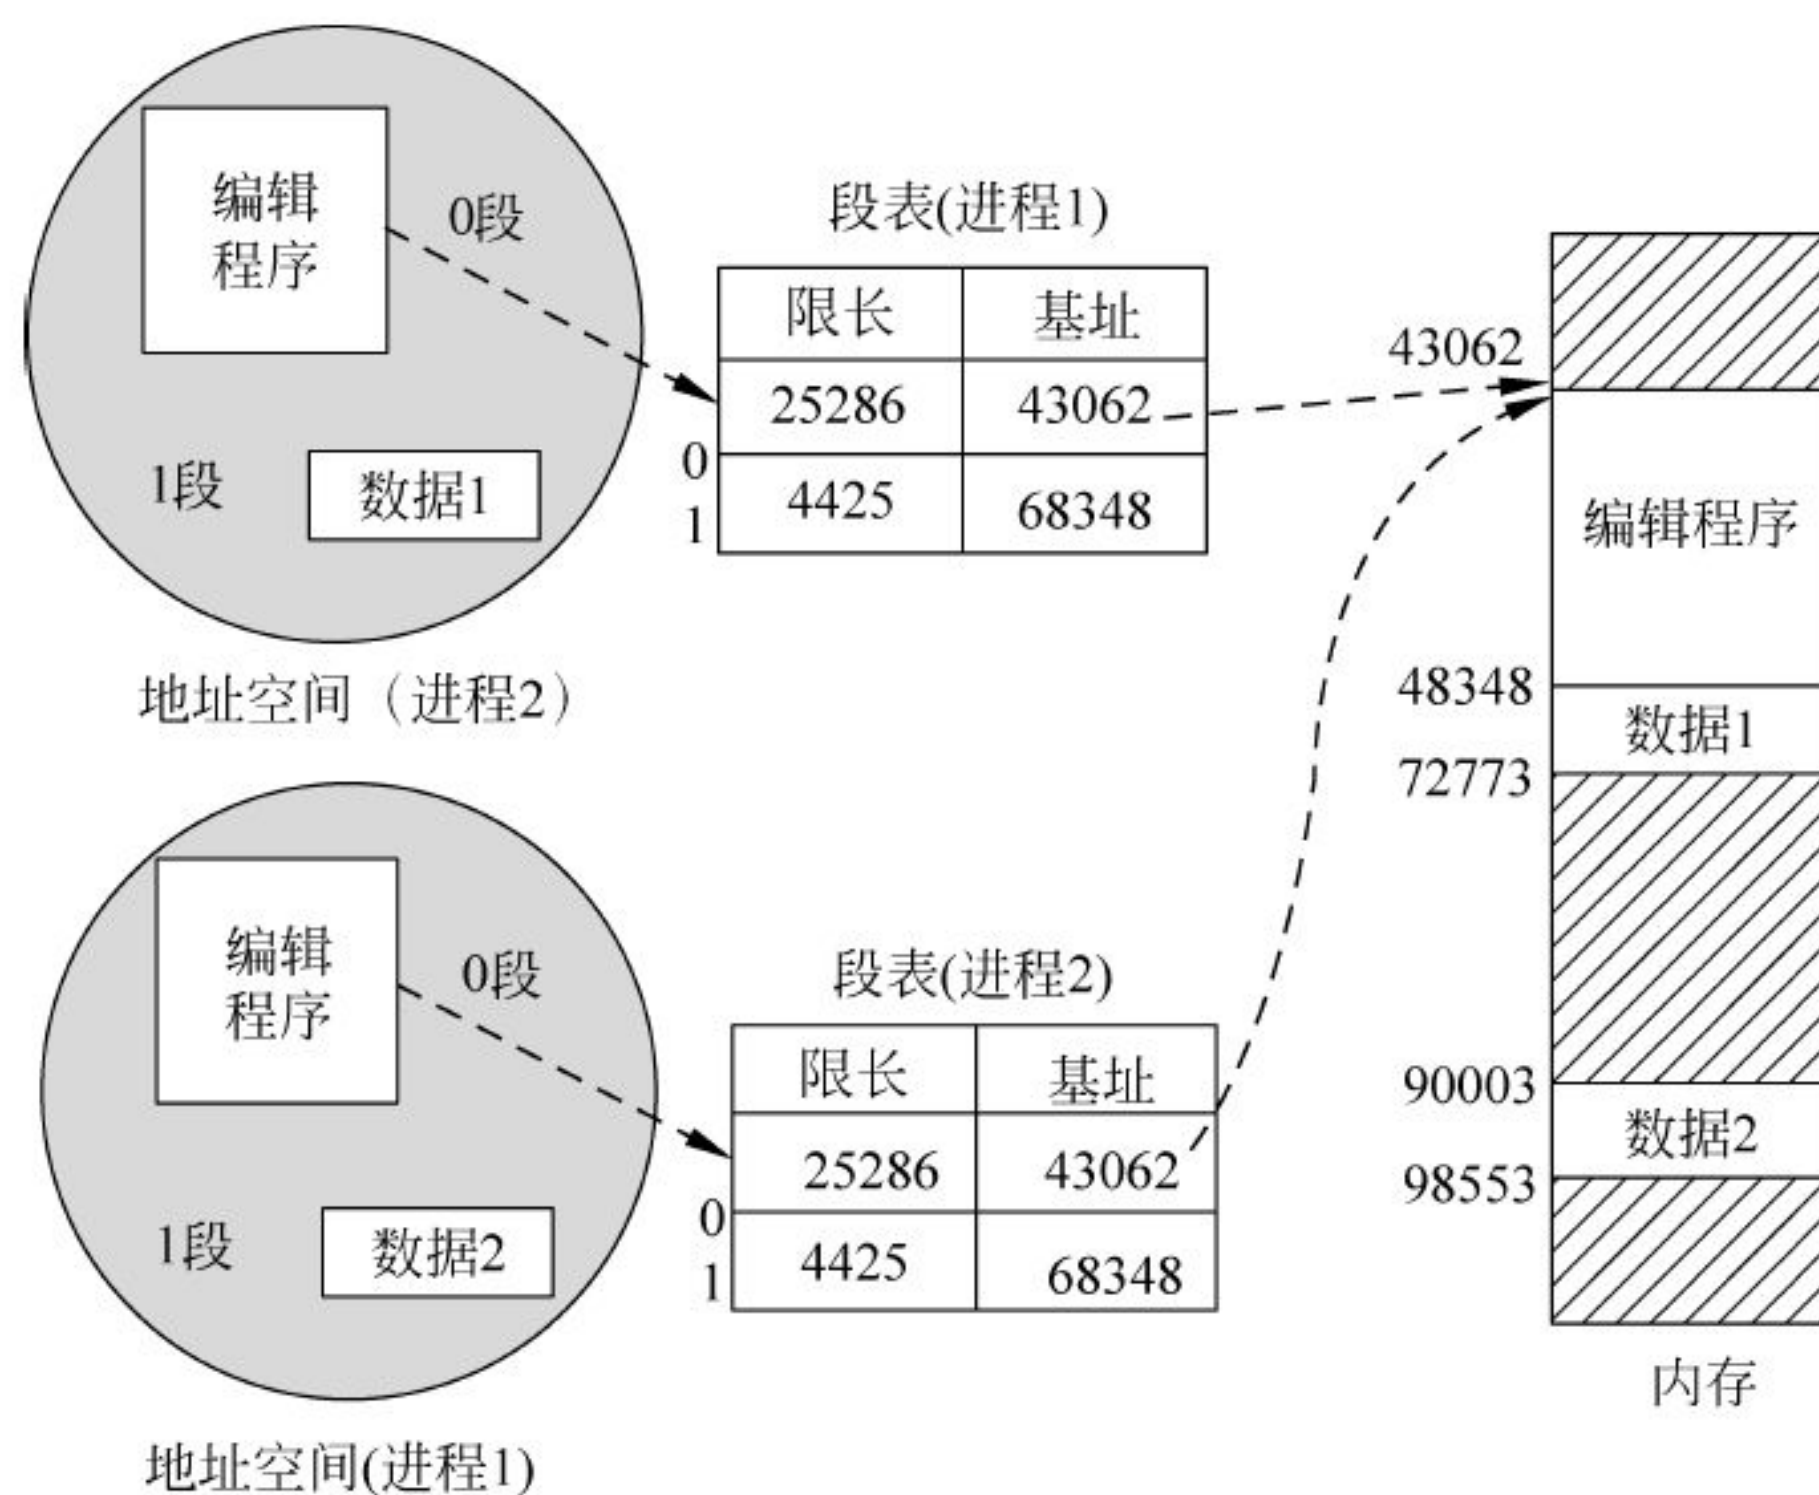 编辑
程序
0段
1段
数据1
地址空间（进程2）
段表(进程1)
限长 基址
25286 43062
0
4425 68348
1
编辑
程序
0段
1段
数据2
地址空间(进程1)
段表(进程2)
限长 基址
25286 43062
0
4425 68348
1
43062
编辑程序
48348
数据1
72773
90003
数据2
98553
内存